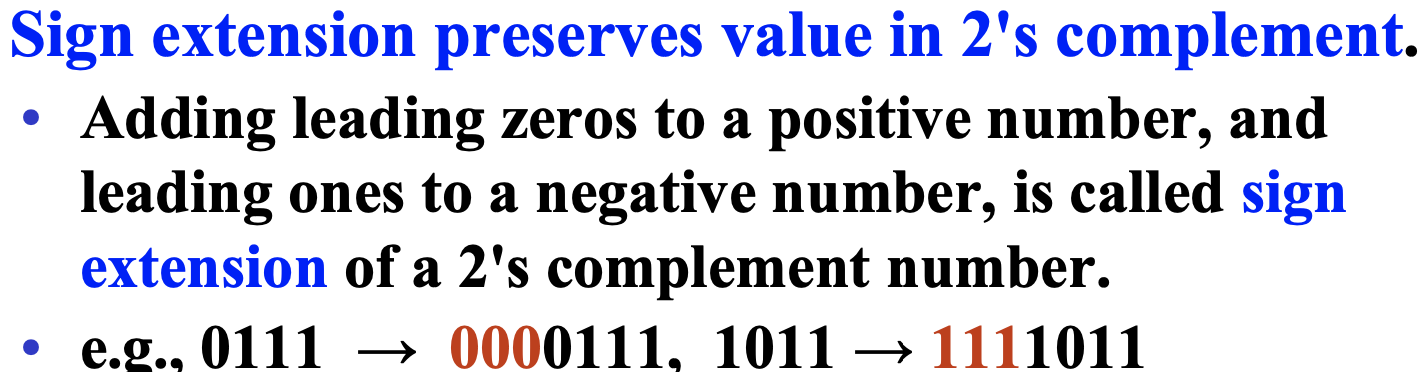 Sign extension preserves value in 2's complement.
• Adding leading zeros to a positive number, and
leading ones to a negative number, is called sign
extension of a 2's complement number.
• e.g., 0111 → 0000111, 1011 → 1111011